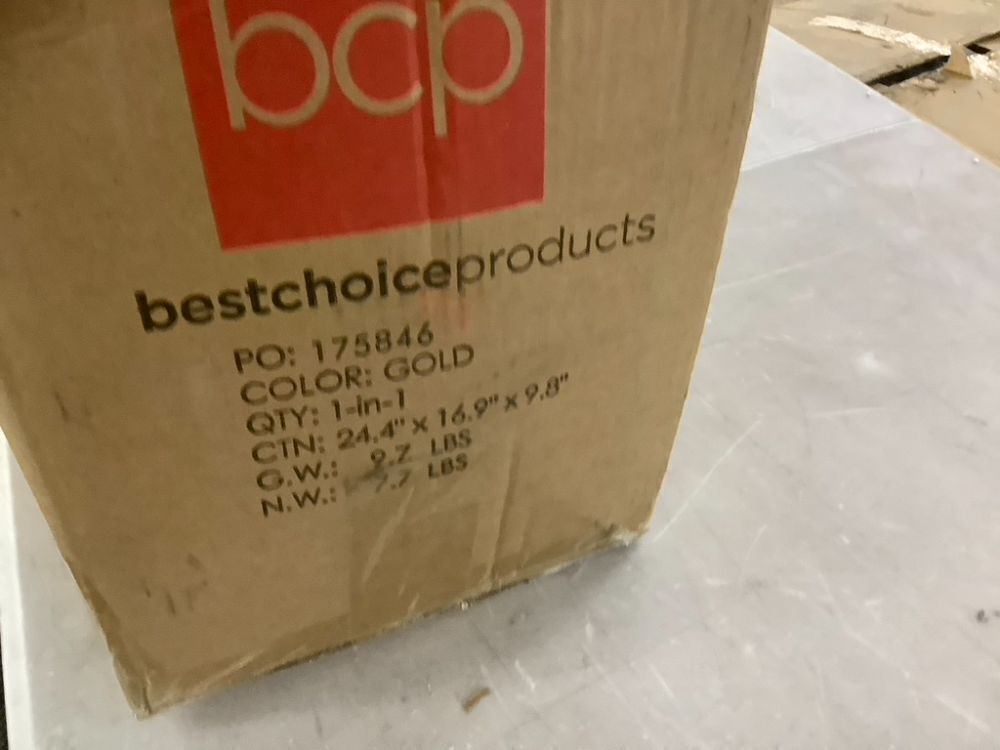 bcp
bestchoiceproducts
PO: 175846
COLOR: GOLD
QTY: 1-in-1
CTN: 24.4" x 16.9" x 9.8"
G.W.: 9.7 LBS
N.W.: 7.7 LBS